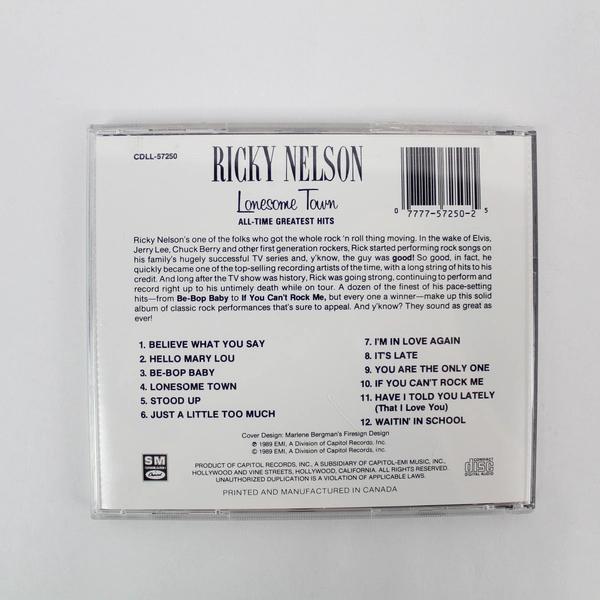 CDLL-57250
RICKY NELSON
Lonesome Town
ALL-TIME GREATEST HITS
0 7777-57250-2 5
Ricky Nelson's one of the folks who got the whole rock 'n roll thing moving. In the wake of Elvis,
Jerry Lee, Chuck Berry and other first generation rockers, Rick started performing rock songs on
his family's hugely successful TV series and, y'know, the guy was good! So good, in fact, he
quickly became one of the top-selling recording artists of the time, with a long string of hits to his
credit. And long after the TV show was history, Rick was going strong, continuing to perform and
record right up to his untimely death while on tour. A dozen of the finest of his pace-setting
hits—from Be-Bop Baby to If You Can't Rock Me, but every one a winner—make up this solid
album of classic rock performances that's sure to appeal. And y'know? They sound as great as
ever!
1. BELIEVE WHAT YOU SAY
2. HELLO MARY LOU
3. BE-BOP BABY
4. LONESOME TOWN
5. STOOD UP
6. JUST A LITTLE TOO MUCH
7. I'M IN LOVE AGAIN
8. IT'S LATE
9. YOU ARE THE ONLY ONE
10. IF YOU CAN'T ROCK ME
11. HAVE I TOLD YOU LATELY
(That I Love You)
12. WAITIN' IN SCHOOL
Cover Design: Marlene Bergman's Firesign Design
℗ 1989 EMI, A Division of Capitol Records, Inc.
© 1989 EMI, A Division of Capitol Records, Inc.
SM
Capitol
PRODUCT OF CAPITOL RECORDS, INC., A SUBSIDIARY OF CAPITOL-EMI MUSIC, INC.,
HOLLYWOOD AND VINE STREETS, HOLLYWOOD, CALIFORNIA. ALL RIGHTS RESERVED.
UNAUTHORIZED DUPLICATION IS A VIOLATION OF APPLICABLE LAWS.
PRINTED AND MANUFACTURED IN CANADA
COMPACT
disc
DIGITAL AUDIO